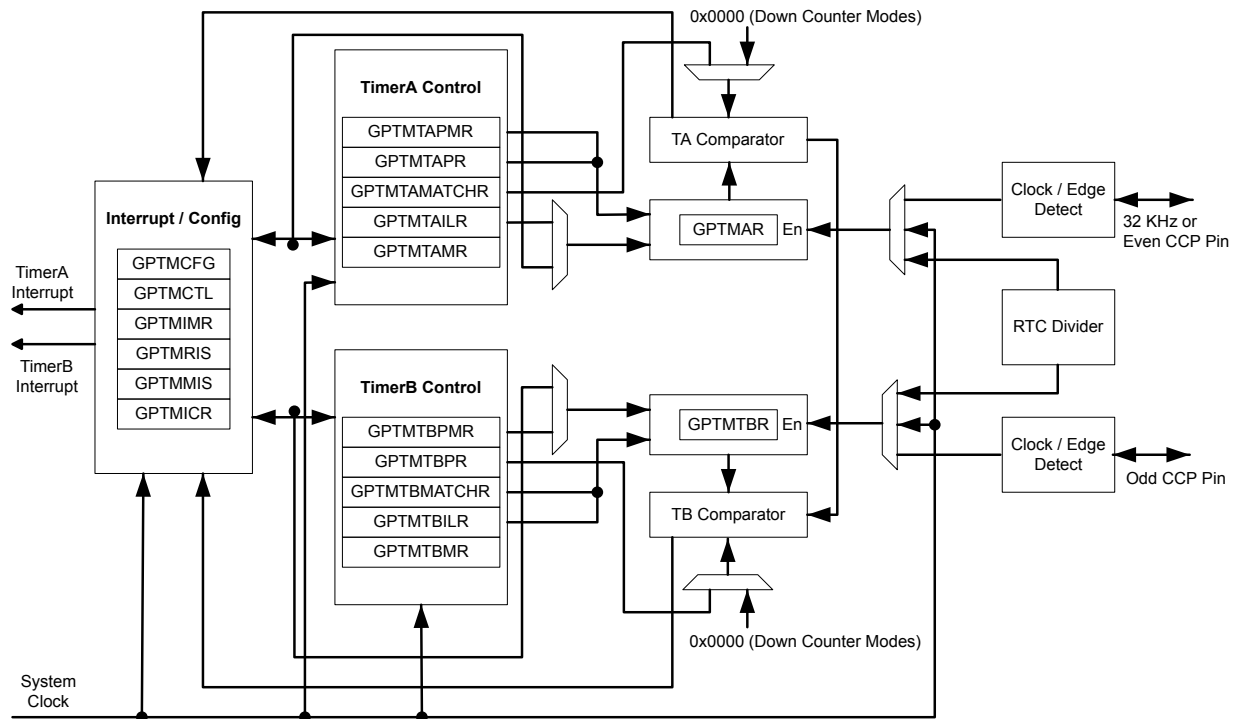 0x0000 (Down Counter Modes)
TimerA Control
GPTMTAPMR
GPTMTAPR
GPTMTAMATCHR
GPTMTAILR
GPTMTAMR
TA Comparator
GPTMAR
En
Clock / Edge
Detect
32 KHz or
Even CCP Pin
Interrupt / Config
GPTMCFG
GPTMCTL
GPTMIMR
GPTMRIS
GPTMMIS
GPTMICR
TimerA
Interrupt
TimerB
Interrupt
RTC Divider
TimerB Control
GPTMTBPMR
GPTMTBPR
GPTMTBMATCHR
GPTMTBILR
GPTMTBMR
GPTMTBR
En
TB Comparator
Clock / Edge
Detect
Odd CCP Pin
0x0000 (Down Counter Modes)
System
Clock